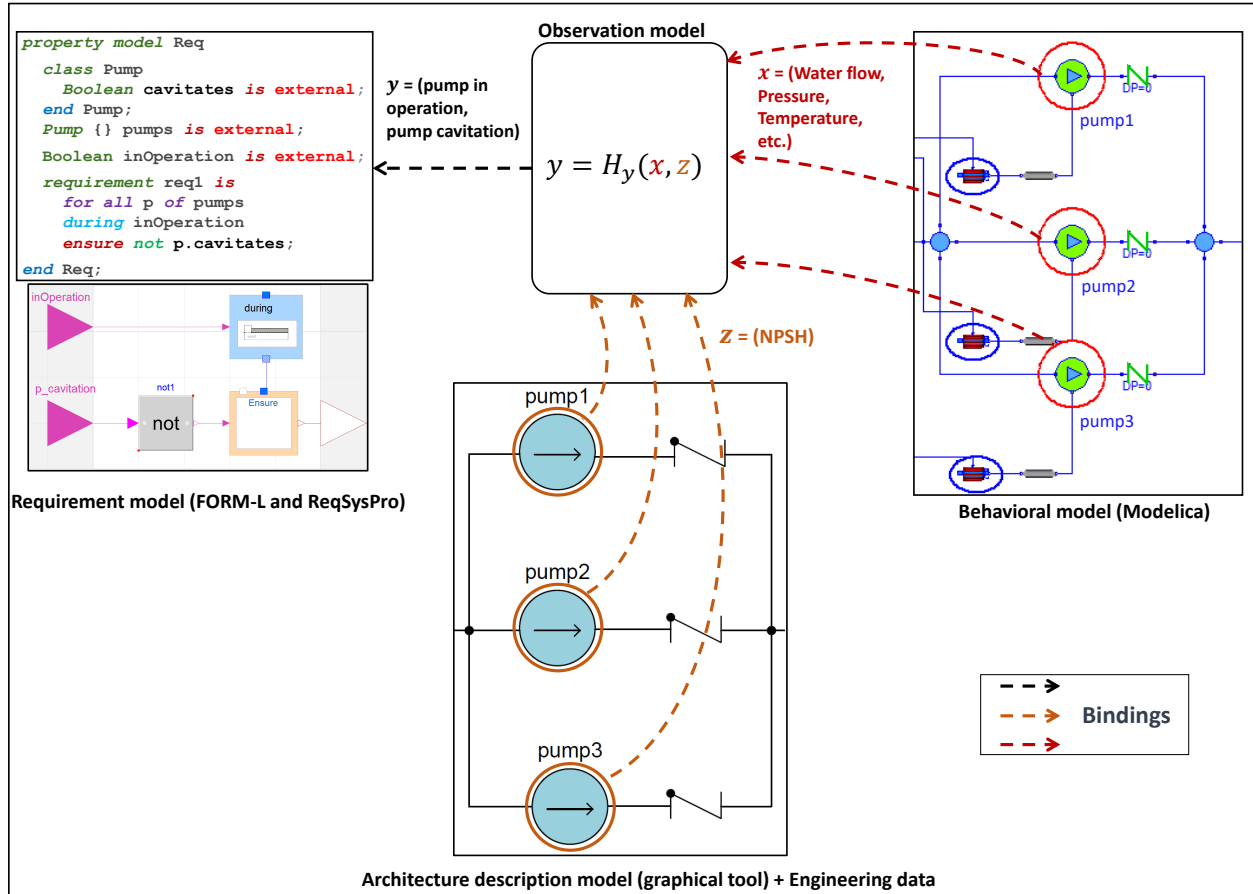 property model Req
class Pump
Boolean cavitates is external;
end Pump;
Pump {} pumps is external;
Boolean inOperation is external;
requirement req1 is
for all p of pumps
during inOperation
ensure not p.cavitates;
end Req;
inOperation
during
p_cavitation
not1
not
Ensure
Requirement model (FORM-L and ReqSysPro)
y = (pump in
operation,
pump cavitation)
Observation model
y = H_y(x, z)
x = (Water flow,
Pressure,
Temperature,
etc.)
z = (NPSH)
DP=0
pump1
DP=0
pump2
DP=0
pump3
Behavioral model (Modelica)
pump1
pump2
pump3
Bindings
Architecture description model (graphical tool) + Engineering data